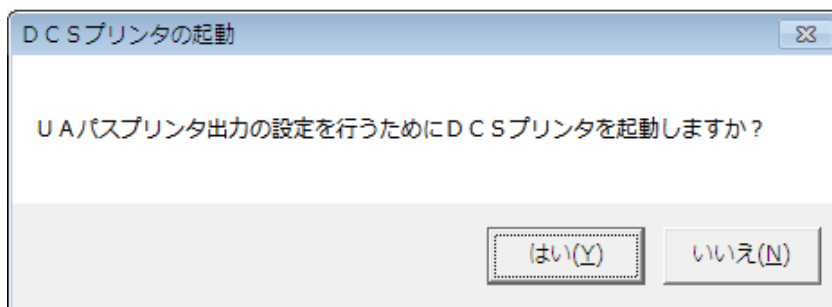 ＤＣＳプリンタの起動
ＵＡパスプリンタ出力の設定を行うためにＤＣＳプリンタを起動しますか？
はい(Y)
いいえ(N)